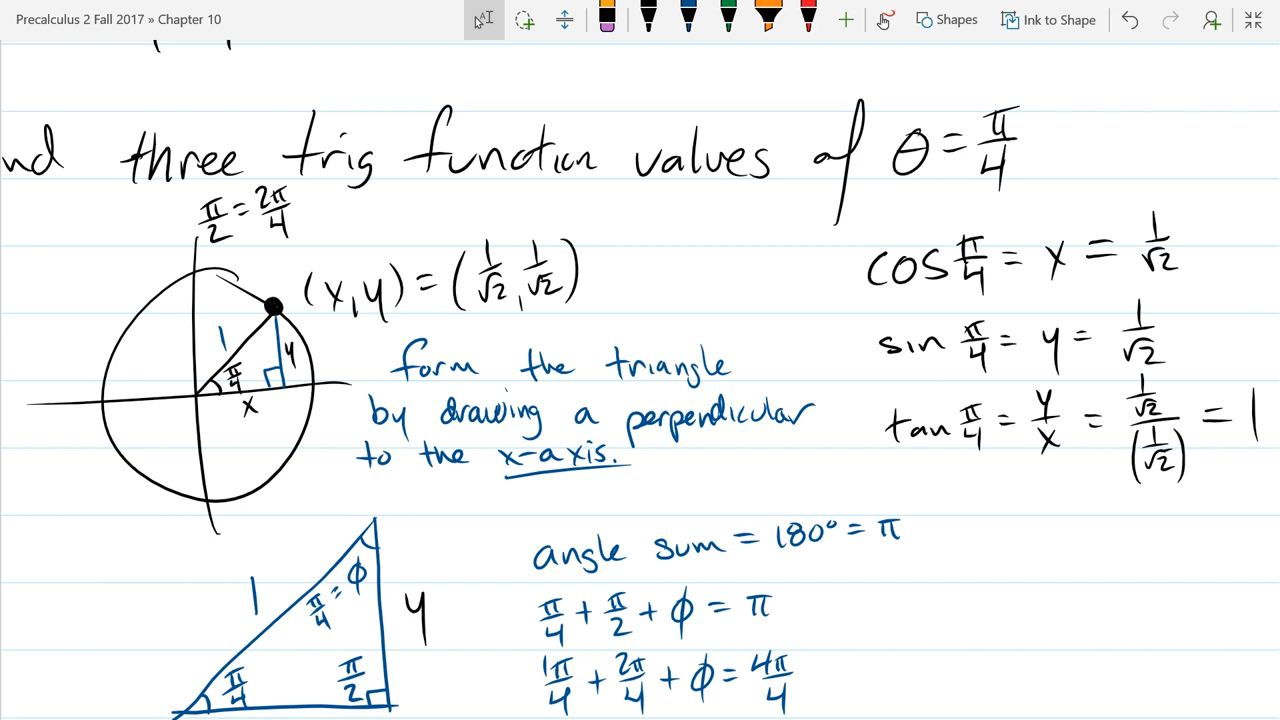 Precalculus 2 Fall 2017 » Chapter 10
Shapes
Ink to Shape
nd three trig function values of θ = π/4
π/2 = 2π/4
(x,y) = (1/√2, 1/√2)
1
π/4
y
x
form the triangle
by drawing a perpendicular
to the x-axis.
cos π/4 = x = 1/√2
sin π/4 = y = 1/√2
tan π/4 = y/x = (1/√2)/(1/√2) = 1
1
π/4 = φ
y
π/4
π/2
angle sum = 180° = π
π/4 + π/2 + φ = π
1π/4 + 2π/4 + φ = 4π/4